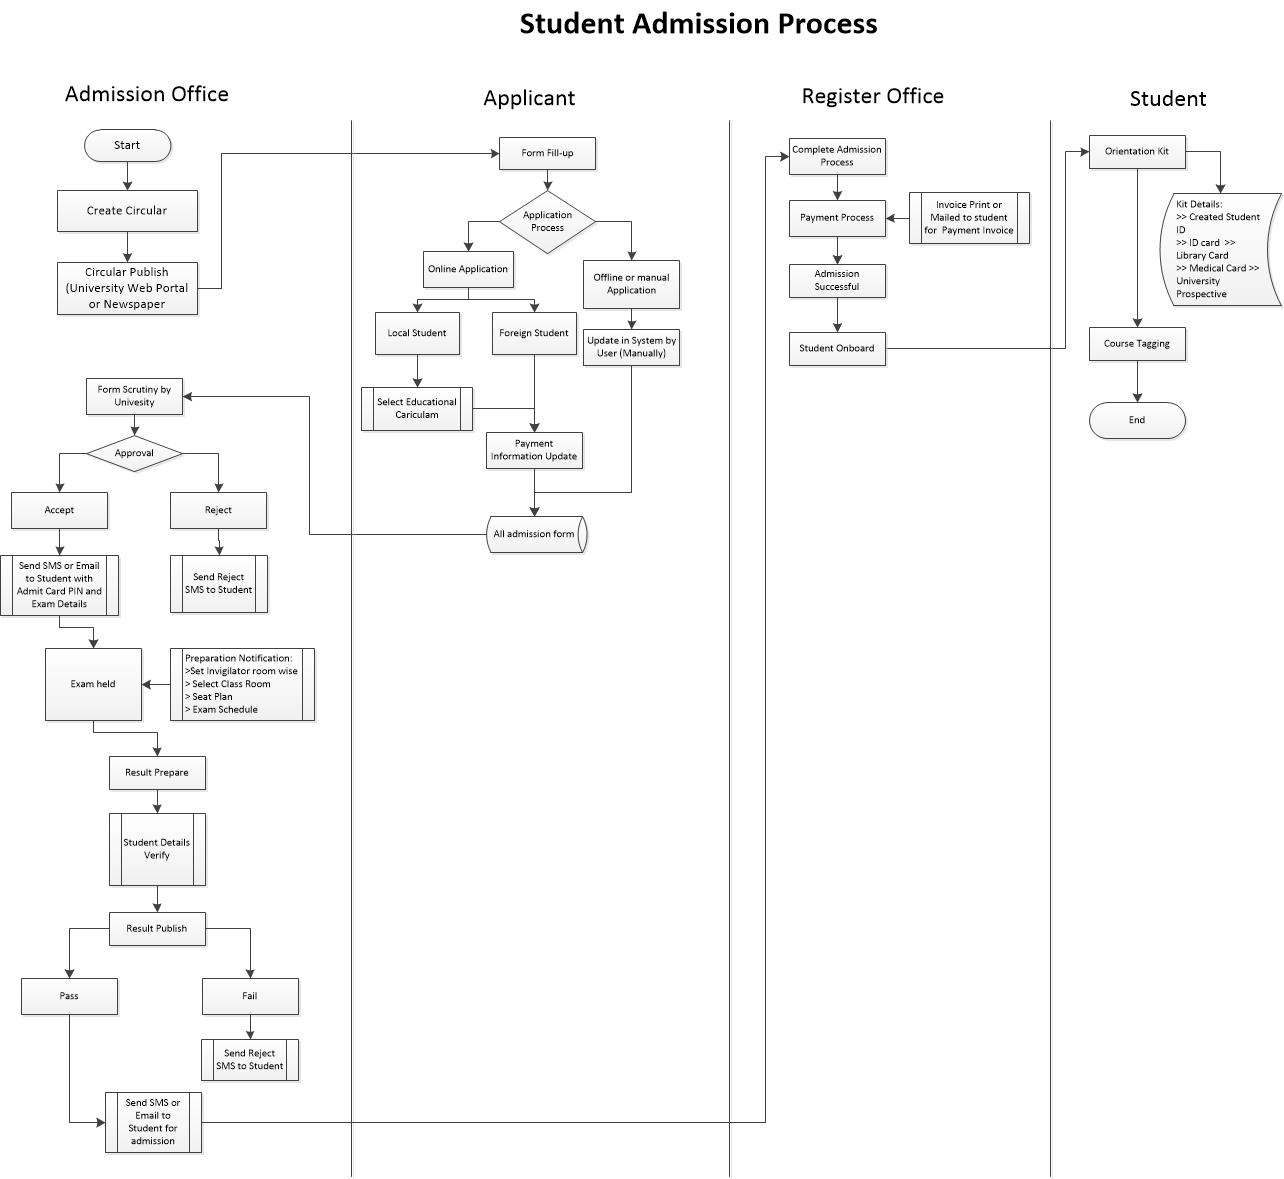 Student Admission Process
Admission Office
Start
Create Circular
Circular Publish
(University Web Portal
or Newspaper
Form Scrutiny by
Univesity
Approval
Accept
Reject
Send SMS or Email
to Student with
Admit Card PIN and
Exam Details
Send Reject
SMS to Student
Exam held
Preparation Notification:
>Set Invigilator room wise
> Select Class Room
> Seat Plan
> Exam Schedule
Result Prepare
Student Details
Verify
Result Publish
Pass
Fail
Send Reject
SMS to Student
Send SMS or
Email to
Student for
admission
Applicant
Form Fill-up
Application
Process
Online Application
Offline or manual
Application
Local Student
Foreign Student
Update in System by
User (Manually)
Select Educational
Cariculam
Payment
Information Update
All admission form
Register Office
Complete Admission
Process
Payment Process
Invoice Print or
Mailed to student
for Payment Invoice
Admission
Successful
Student Onboard
Student
Orientation Kit
Kit Details:
>> Created Student
ID
>> ID card >>
Library Card
>> Medical Card >>
University
Prospective
Course Tagging
End